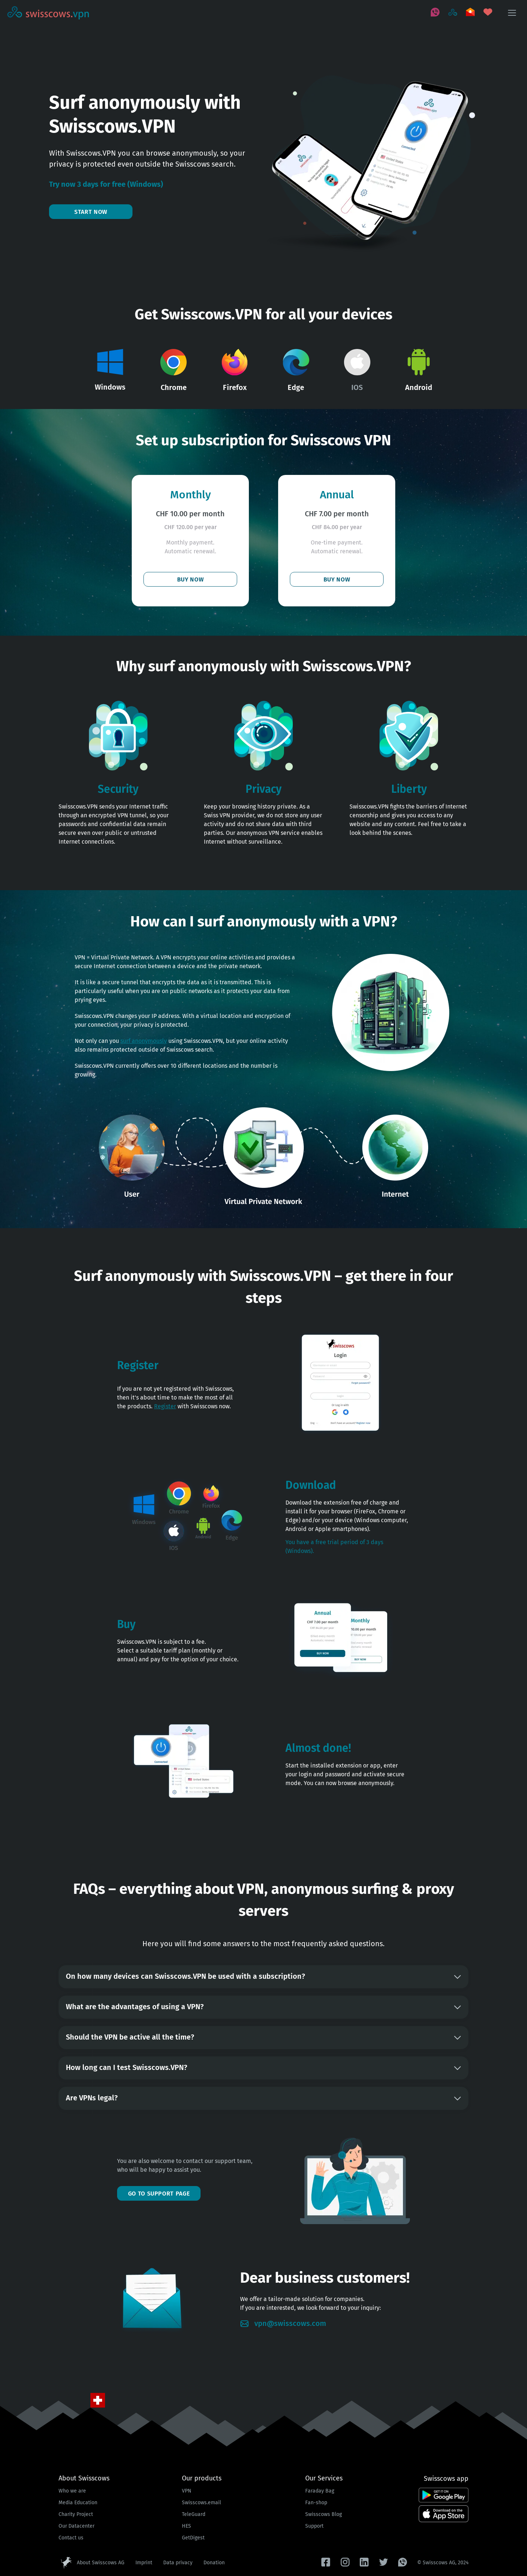 swisscows.vpn
Surf anonymously with
Swisscows.VPN
With Swisscows.VPN you can browse anonymously, so your
privacy is protected even outside the Swisscows search.
Try now 3 days for free (Windows)
START NOW
Get Swisscows.VPN for all your devices
Windows
Chrome
Firefox
Edge
IOS
Android
Set up subscription for Swisscows VPN
Monthly
CHF 10.00 per month
CHF 120.00 per year
Monthly payment.
Automatic renewal.
BUY NOW
Annual
CHF 7.00 per month
CHF 84.00 per year
One-time payment.
Automatic renewal.
BUY NOW
Why surf anonymously with Swisscows.VPN?
Security
Swisscows.VPN sends your Internet traffic
through an encrypted VPN tunnel, so your
passwords and confidential data remain
secure even over public or untrusted
Internet connections.
Privacy
Keep your browsing history private. As a
Swiss VPN provider, we do not store any user
activity and do not share data with third
parties. Our anonymous VPN service enables
Internet without surveillance.
Liberty
Swisscows.VPN fights the barriers of Internet
censorship and gives you access to any
website and any content. Feel free to take a
look behind the scenes.
How can I surf anonymously with a VPN?
VPN = Virtual Private Network. A VPN encrypts your online activities and provides a
secure Internet connection between a device and the private network.
It is like a secure tunnel that encrypts the data as it is transmitted. This is
particularly useful when you are on public networks as it protects your data from
prying eyes.
Swisscows.VPN changes your IP address. With a virtual location and encryption of
your connection, your privacy is protected.
Not only can you surf anonymously using Swisscows.VPN, but your online activity
also remains protected outside of Swisscows search.
Swisscows.VPN currently offers over 10 different locations and the number is
growing.
User
Virtual Private Network
Internet
Surf anonymously with Swisscows.VPN – get there in four
steps
Register
If you are not yet registered with Swisscows,
then it's about time to make the most of all
the products. Register with Swisscows now.
swisscows
Login
Windows
Chrome
Firefox
IOS
Android
Edge
Download
Download the extension free of charge and
install it for your browser (FireFox, Chrome or
Edge) and/or your device (Windows computer,
Android or Apple smartphones).
You have a free trial period of 3 days
(Windows).
Buy
Swisscows.VPN is subject to a fee.
Select a suitable tariff plan (monthly or
annual) and pay for the option of your choice.
Annual
CHF 7.00 per month
BUY NOW
Monthly
BUY NOW
Almost done!
Start the installed extension or app, enter
your login and password and activate secure
mode. You can now browse anonymously.
FAQs – everything about VPN, anonymous surfing & proxy
servers
Here you will find some answers to the most frequently asked questions.
On how many devices can Swisscows.VPN be used with a subscription?
What are the advantages of using a VPN?
Should the VPN be active all the time?
How long can I test Swisscows.VPN?
Are VPNs legal?
You are also welcome to contact our support team,
who will be happy to assist you.
GO TO SUPPORT PAGE
Dear business customers!
We offer a tailor-made solution for companies.
If you are interested, we look forward to your inquiry:
vpn@swisscows.com
About Swisscows
Who we are
Media Education
Charity Project
Our Datacenter
Contact us
Our products
VPN
Swisscows.email
TeleGuard
HES
GetDigest
Our Services
Faraday Bag
Fan-shop
Swisscows Blog
Support
Swisscows app
GET IT ON
Google Play
Download on the
App Store
About Swisscows AG
Imprint
Data privacy
Donation
© Swisscows AG, 2024